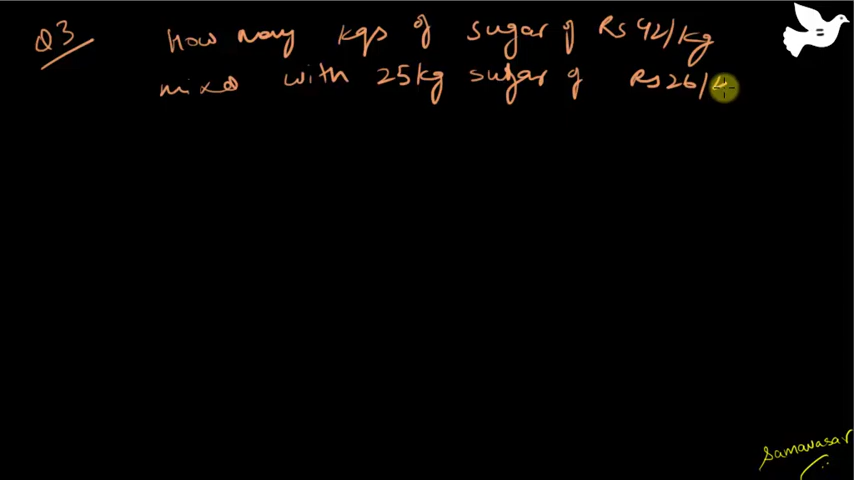 Q3 How many kgs of sugar of Rs 42/kg
mixed with 25kg sugar of Rs 26/
Samavasar